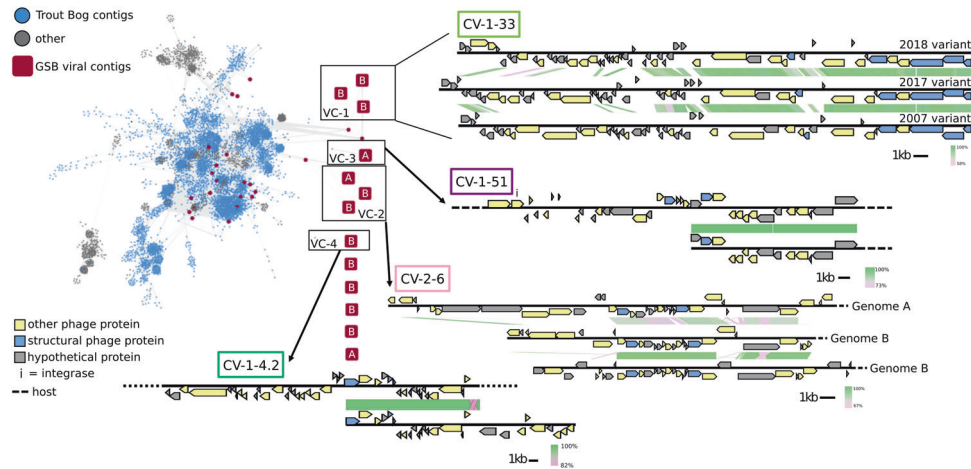 Trout Bog contigs
other
GSB viral contigs
B
B
B
VC-1
A
VC-3
A
B
B
VC-2
B
VC-4
B
B
B
B
A
CV-1-33
2018 variant
2017 variant
2007 variant
1kb
100%
50%
CV-1-51
i
1kb
100%
73%
CV-2-6
Genome A
Genome B
Genome B
1kb
100%
67%
other phage protein
structural phage protein
hypothetical protein
i = integrase
host
CV-1-4.2
1kb
100%
82%